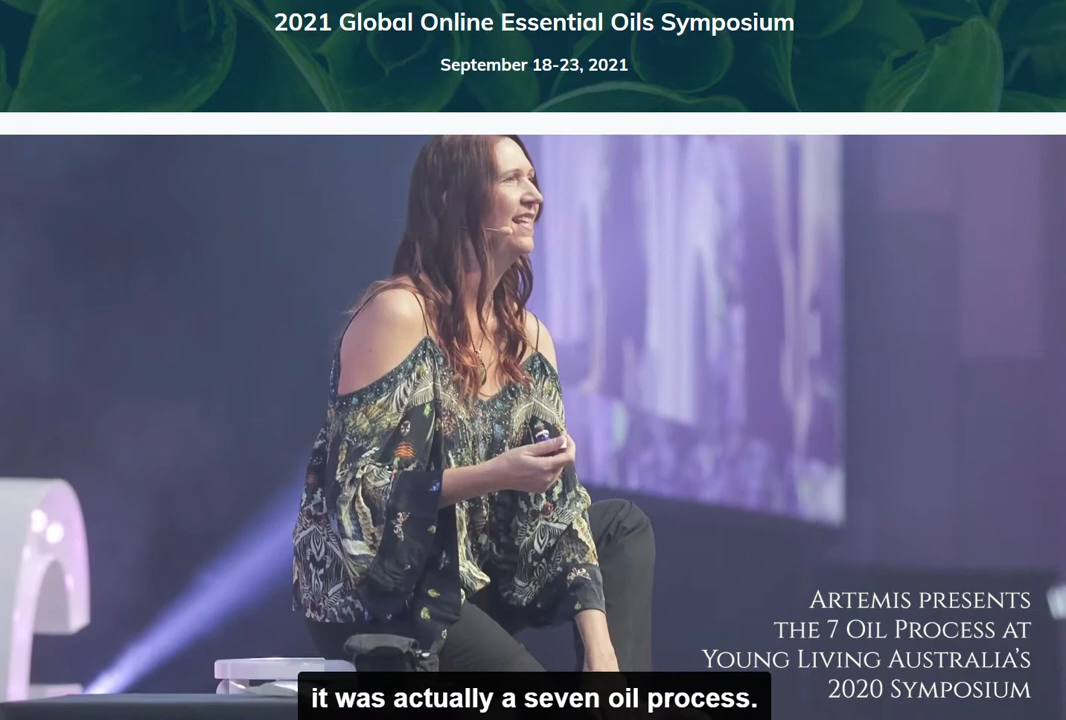 2021 Global Online Essential Oils Symposium
September 18-23, 2021
Artemis presents
the 7 Oil Process at
Young Living Australia's
2020 Symposium
it was actually a seven oil process.